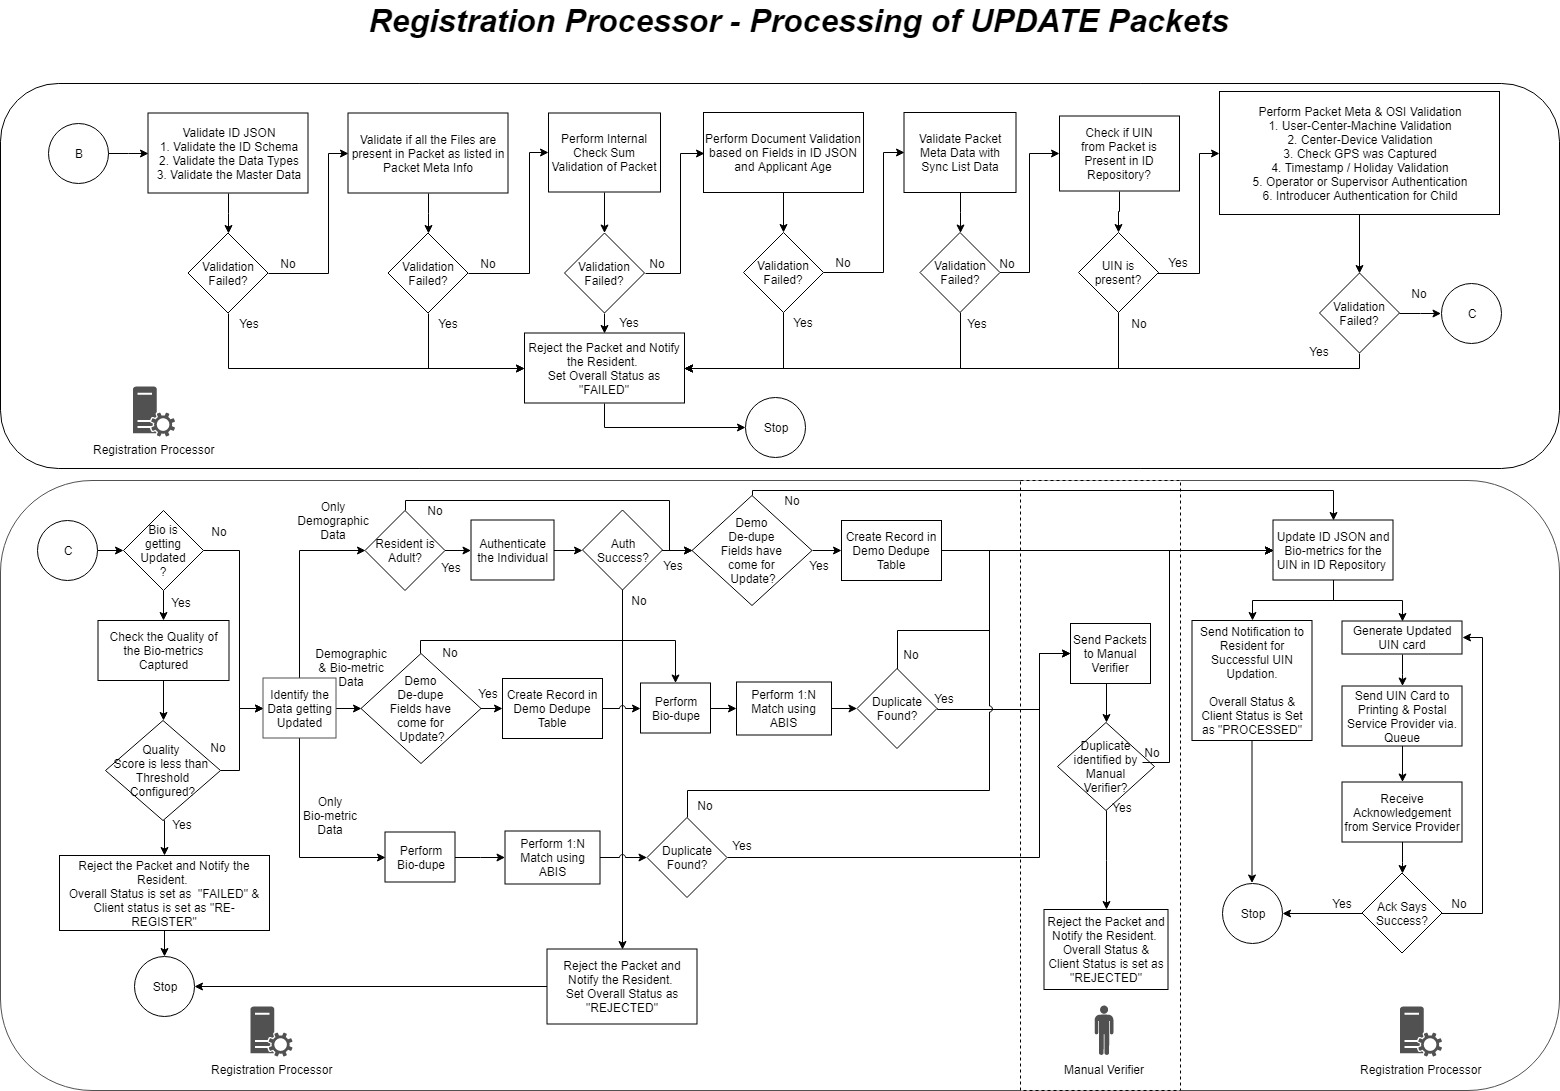 Registration Processor - Processing of UPDATE Packets
B
Validate ID JSON
1. Validate the ID Schema
2. Validate the Data Types
3. Validate the Master Data
Validate if all the Files are
present in Packet as listed in
Packet Meta Info
Perform Internal
Check Sum
Validation of Packet
Perform Document Validation
based on Fields in ID JSON
and Applicant Age
Validate Packet
Meta Data with
Sync List Data
Check if UIN
from Packet is
Present in ID
Repository?
Perform Packet Meta & OSI Validation
1. User-Center-Machine Validation
2. Center-Device Validation
3. Check GPS was Captured
4. Timestamp / Holiday Validation
5. Operator or Supervisor Authentication
6. Introducer Authentication for Child
Validation
Failed?
No
Yes
Validation
Failed?
No
Yes
Validation
Failed?
No
Yes
Validation
Failed?
No
Yes
Validation
Failed?
No
Yes
UIN is
present?
Yes
No
Validation
Failed?
No
Yes
C
Reject the Packet and Notify
the Resident.
Set Overall Status as
"FAILED"
Stop
Registration Processor
C
Bio is
getting
Updated
?
No
Yes
Check the Quality of
the Bio-metrics
Captured
Quality
Score is less than
Threshold
Configured?
No
Yes
Reject the Packet and Notify the
Resident.
Overall Status is set as "FAILED" &
Client status is set as "RE-
REGISTER"
Stop
Identify the
Data getting
Updated
Only
Demographic
Data
Resident is
Adult?
No
Yes
Authenticate
the Individual
Auth
Success?
Yes
No
Demo
De-dupe
Fields have
come for
Update?
No
Yes
Create Record in
Demo Dedupe
Table
Demographic
& Bio-metric
Data
Demo
De-dupe
Fields have
come for
Update?
No
Yes
Create Record in
Demo Dedupe
Table
Perform
Bio-dupe
Perform 1:N
Match using
ABIS
Duplicate
Found?
No
Yes
Only
Bio-metric
Data
Perform
Bio-dupe
Perform 1:N
Match using
ABIS
Duplicate
Found?
No
Yes
Reject the Packet and
Notify the Resident.
Set Overall Status as
"REJECTED"
Registration Processor
Send Packets
to Manual
Verifier
Duplicate
identified by
Manual
Verifier?
No
Yes
Reject the Packet and
Notify the Resident.
Overall Status &
Client Status is set as
"REJECTED"
Manual Verifier
Update ID JSON and
Bio-metrics for the
UIN in ID Repository
Send Notification to
Resident for
Successful UIN
Updation.
Overall Status &
Client Status is Set
as "PROCESSED"
Generate Updated
UIN card
Send UIN Card to
Printing & Postal
Service Provider via.
Queue
Receive
Acknowledgement
from Service Provider
Ack Says
Success?
Yes
No
Stop
Registration Processor